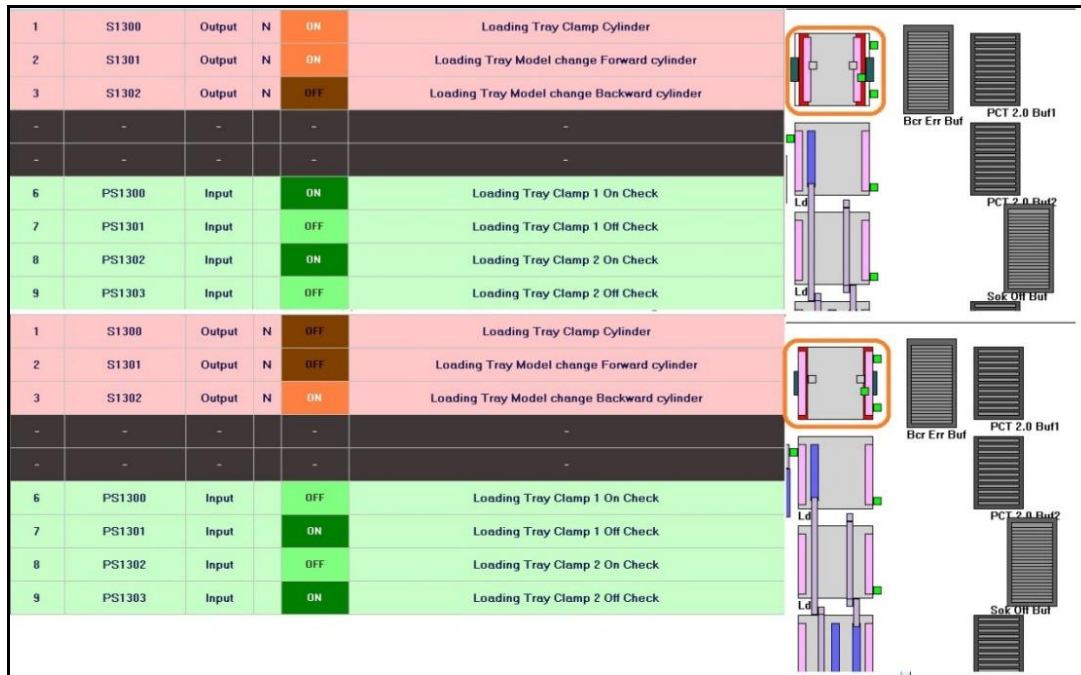 1 S1300 Output N ON Loading Tray Clamp Cylinder
2 S1301 Output N ON Loading Tray Model change Forward cylinder
3 S1302 Output N OFF Loading Tray Model change Backward cylinder
- - - - -
- - - - -
6 PS1300 Input ON Loading Tray Clamp 1 On Check
7 PS1301 Input OFF Loading Tray Clamp 1 Off Check
8 PS1302 Input ON Loading Tray Clamp 2 On Check
9 PS1303 Input OFF Loading Tray Clamp 2 Off Check
Bcr Err Buf
PCT 2.0 Buf1
Ld
PCT 2.0 Buf2
Ld
Sok Off Buf
1 S1300 Output N OFF Loading Tray Clamp Cylinder
2 S1301 Output N OFF Loading Tray Model change Forward cylinder
3 S1302 Output N ON Loading Tray Model change Backward cylinder
- - - - -
- - - - -
6 PS1300 Input OFF Loading Tray Clamp 1 On Check
7 PS1301 Input ON Loading Tray Clamp 1 Off Check
8 PS1302 Input OFF Loading Tray Clamp 2 On Check
9 PS1303 Input ON Loading Tray Clamp 2 Off Check
Bcr Err Buf
PCT 2.0 Buf1
Ld
PCT 2.0 Buf2
Ld
Sok Off Buf